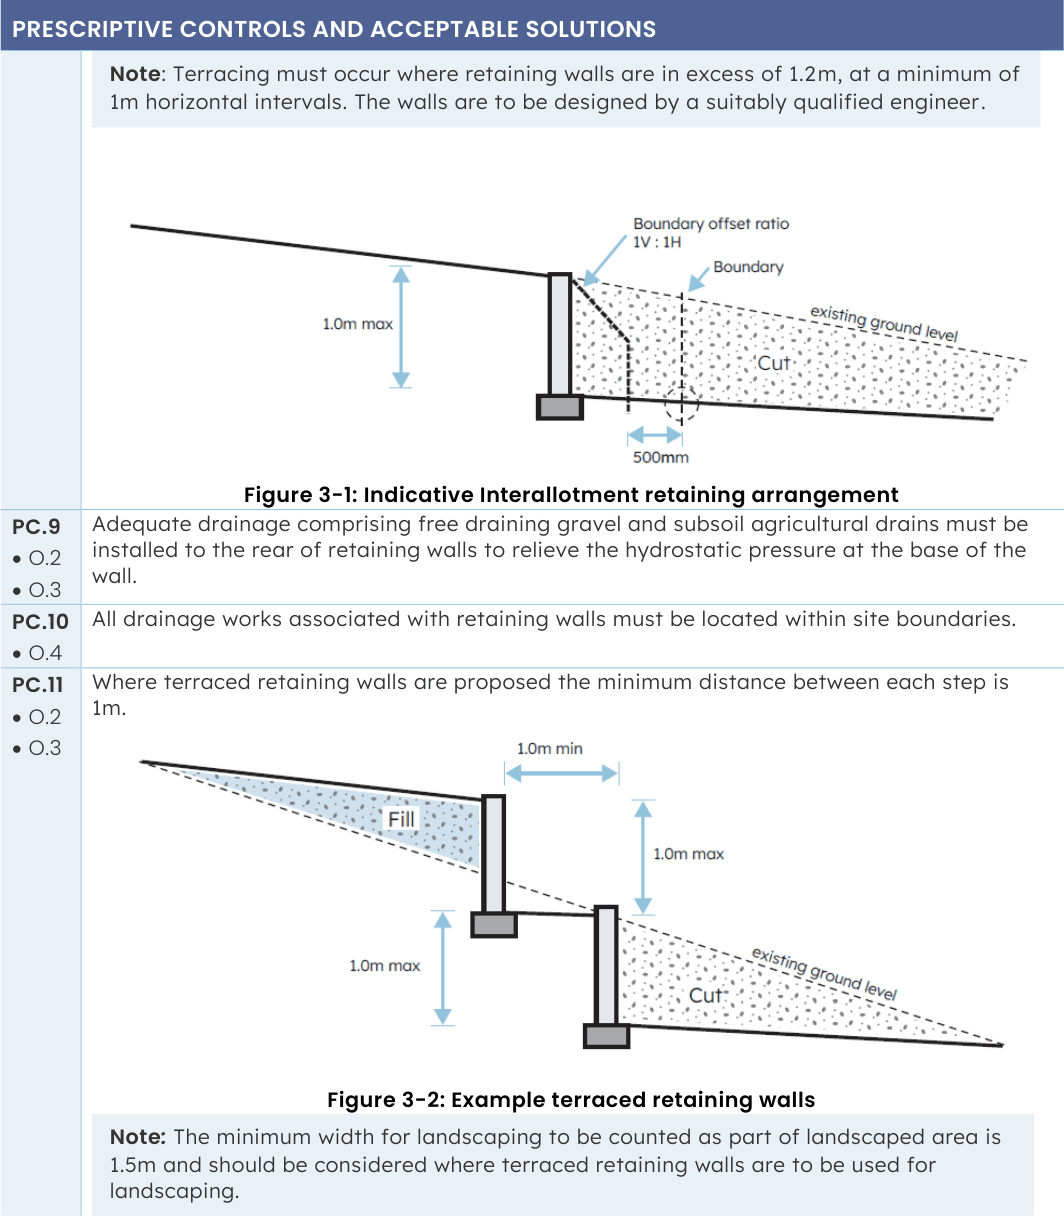 PRESCRIPTIVE CONTROLS AND ACCEPTABLE SOLUTIONS
Note: Terracing must occur where retaining walls are in excess of 1.2m, at a minimum of
1m horizontal intervals. The walls are to be designed by a suitably qualified engineer.
Boundary offset ratio
1V : 1H
Boundary
existing ground level
1.0m max
Cut
500mm
Figure 3-1: Indicative Interallotment retaining arrangement
PC.9
• O.2
• O.3
Adequate drainage comprising free draining gravel and subsoil agricultural drains must be
installed to the rear of retaining walls to relieve the hydrostatic pressure at the base of the
wall.
PC.10
• O.4
All drainage works associated with retaining walls must be located within site boundaries.
PC.11
• O.2
• O.3
Where terraced retaining walls are proposed the minimum distance between each step is
1m.
1.0m min
Fill
1.0m max
1.0m max
existing ground level
Cut
Figure 3-2: Example terraced retaining walls
Note: The minimum width for landscaping to be counted as part of landscaped area is
1.5m and should be considered where terraced retaining walls are to be used for
landscaping.